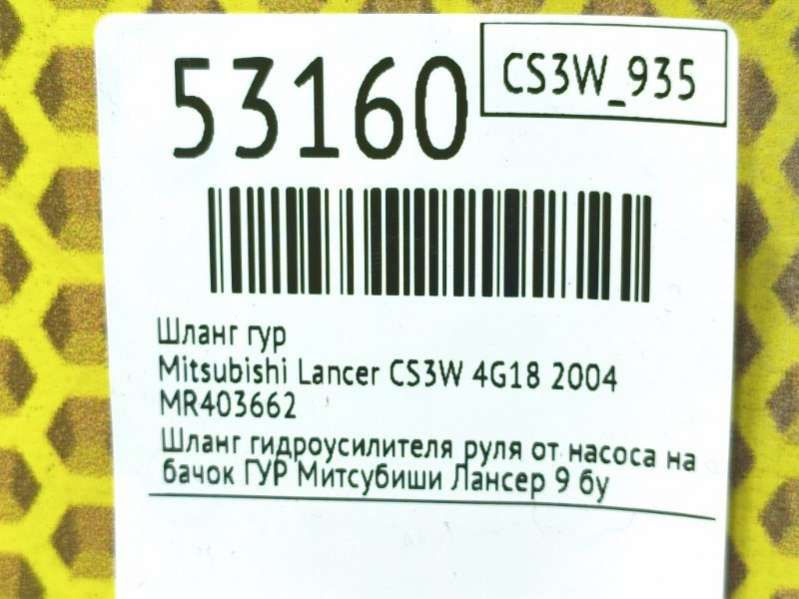 53160
CS3W_935
Шланг гур
Mitsubishi Lancer CS3W 4G18 2004
MR403662
Шланг гидроусилителя руля от насоса на
бачок ГУР Митсубиши Лансер 9 бу